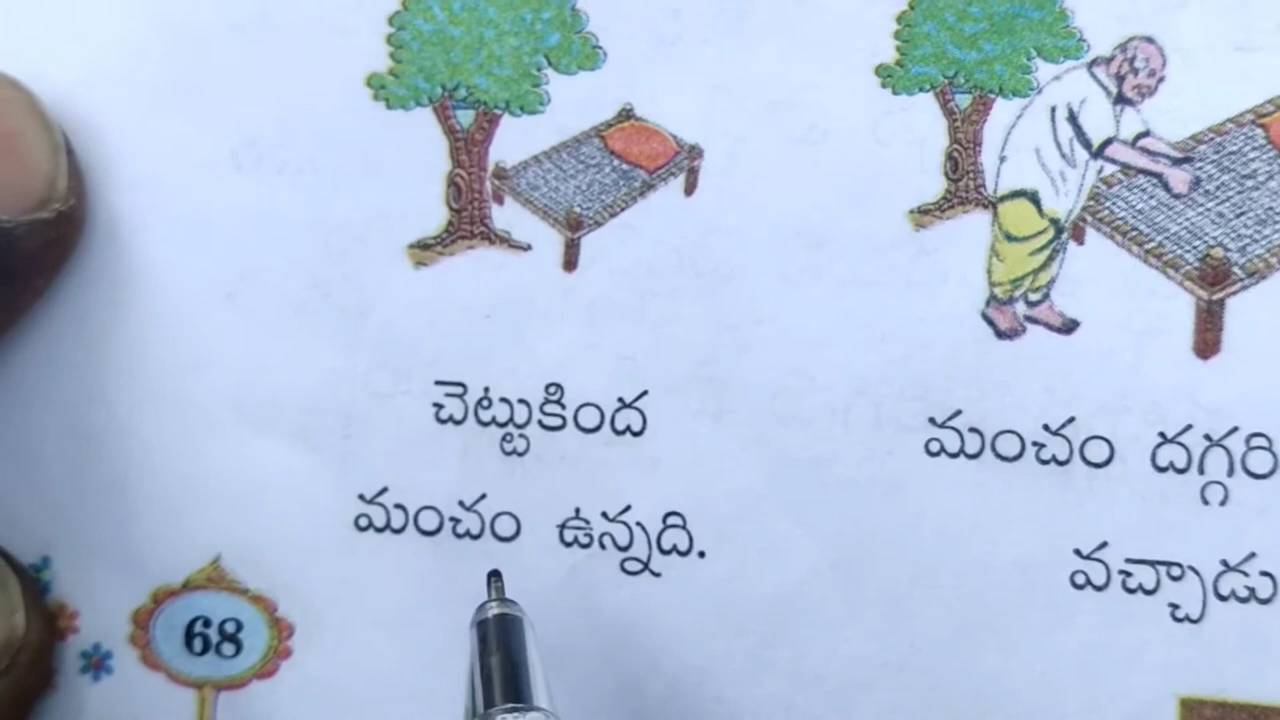 చెట్టుకింద
మంచం ఉన్నది.
మంచం దగ్గరి
వచ్చాడు
68